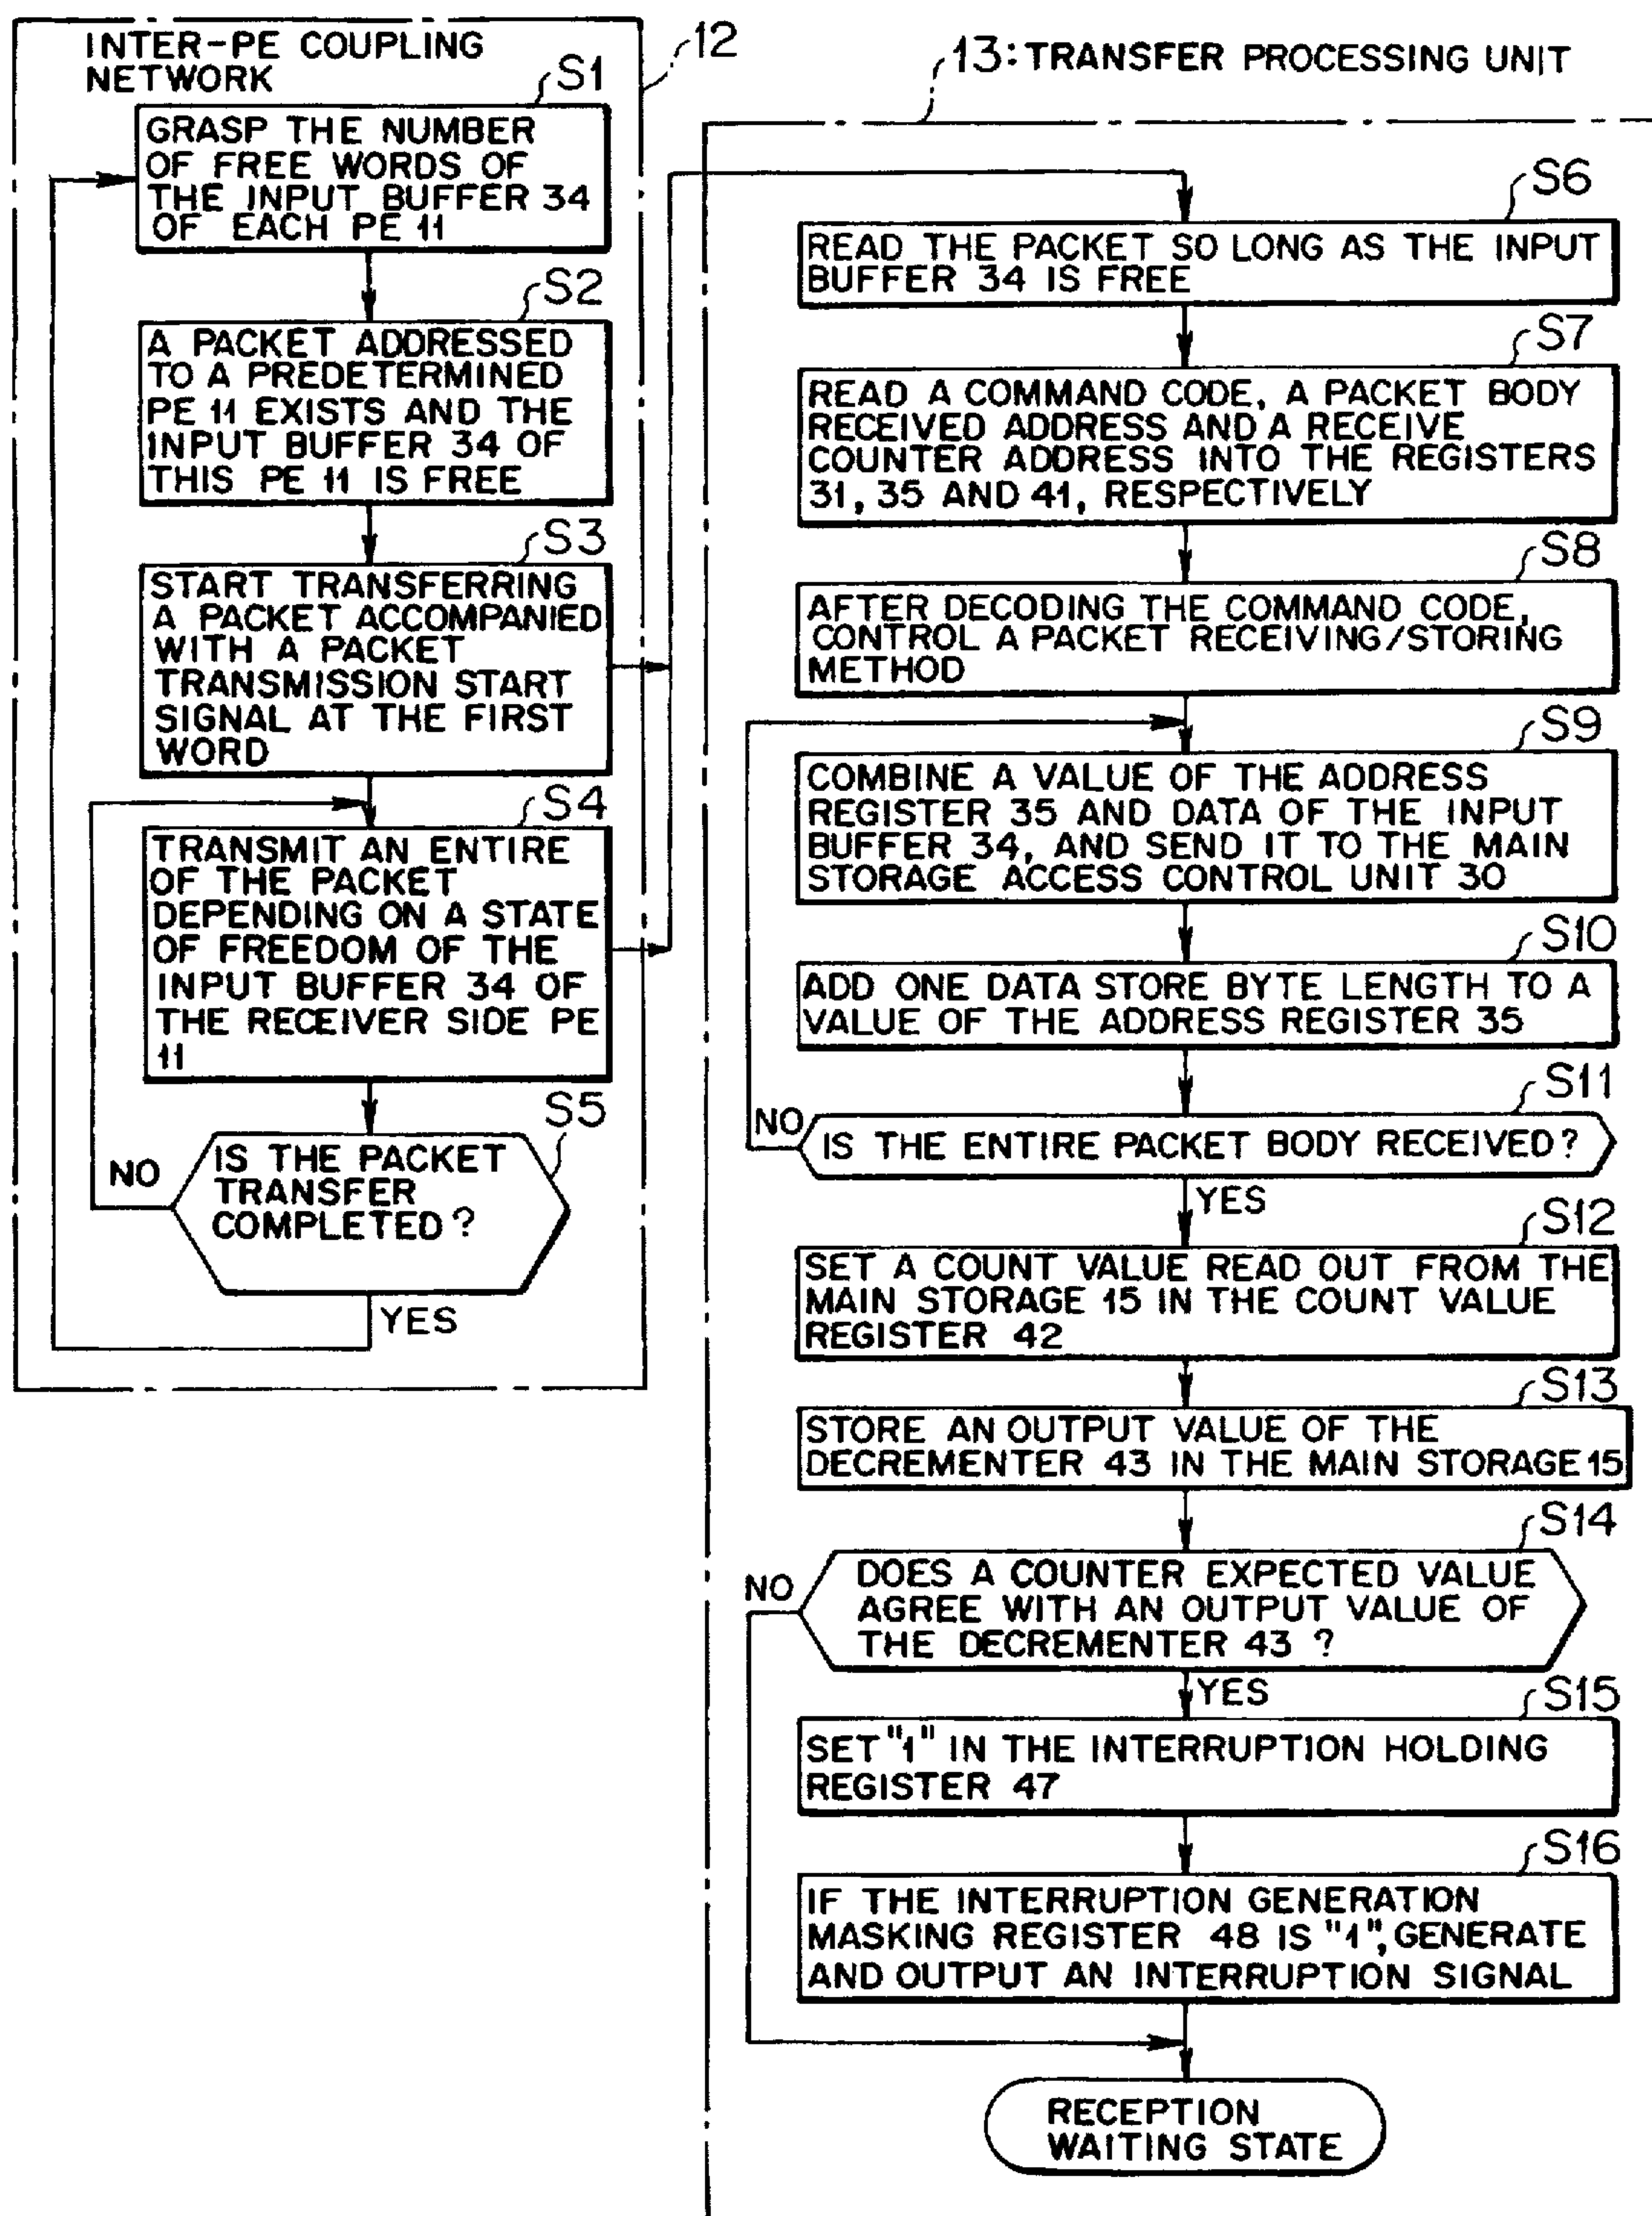 INTER-PE COUPLING
NETWORK
12
S1
GRASP THE NUMBER
OF FREE WORDS OF
THE INPUT BUFFER 34
OF EACH PE 11
S2
A PACKET ADDRESSED
TO A PREDETERMINED
PE 11 EXISTS AND THE
INPUT BUFFER 34 OF
THIS PE 11 IS FREE
S3
START TRANSFERRING
A PACKET ACCOMPANIED
WITH A PACKET
TRANSMISSION START
SIGNAL AT THE FIRST
WORD
S4
TRANSMIT AN ENTIRE
OF THE PACKET
DEPENDING ON A STATE
OF FREEDOM OF THE
INPUT BUFFER 34 OF
THE RECEIVER SIDE PE
11
S5
IS THE PACKET
TRANSFER
COMPLETED ?
NO
YES
13: TRANSFER PROCESSING UNIT
S6
READ THE PACKET SO LONG AS THE INPUT
BUFFER 34 IS FREE
S7
READ A COMMAND CODE, A PACKET BODY
RECEIVED ADDRESS AND A RECEIVE
COUNTER ADDRESS INTO THE REGISTERS
31, 35 AND 41, RESPECTIVELY
S8
AFTER DECODING THE COMMAND CODE,
CONTROL A PACKET RECEIVING/STORING
METHOD
S9
COMBINE A VALUE OF THE ADDRESS
REGISTER 35 AND DATA OF THE INPUT
BUFFER 34, AND SEND IT TO THE MAIN
STORAGE ACCESS CONTROL UNIT 30
S10
ADD ONE DATA STORE BYTE LENGTH TO A
VALUE OF THE ADDRESS REGISTER 35
S11
NO
IS THE ENTIRE PACKET BODY RECEIVED ?
YES
S12
SET A COUNT VALUE READ OUT FROM THE
MAIN STORAGE 15 IN THE COUNT VALUE
REGISTER 42
S13
STORE AN OUTPUT VALUE OF THE
DECREMENTER 43 IN THE MAIN STORAGE 15
S14
NO
DOES A COUNTER EXPECTED VALUE
AGREE WITH AN OUTPUT VALUE OF
THE DECREMENTER 43 ?
YES
S15
SET "1" IN THE INTERRUPTION HOLDING
REGISTER 47
S16
IF THE INTERRUPTION GENERATION
MASKING REGISTER 48 IS "1", GENERATE
AND OUTPUT AN INTERRUPTION SIGNAL
RECEPTION
WAITING STATE